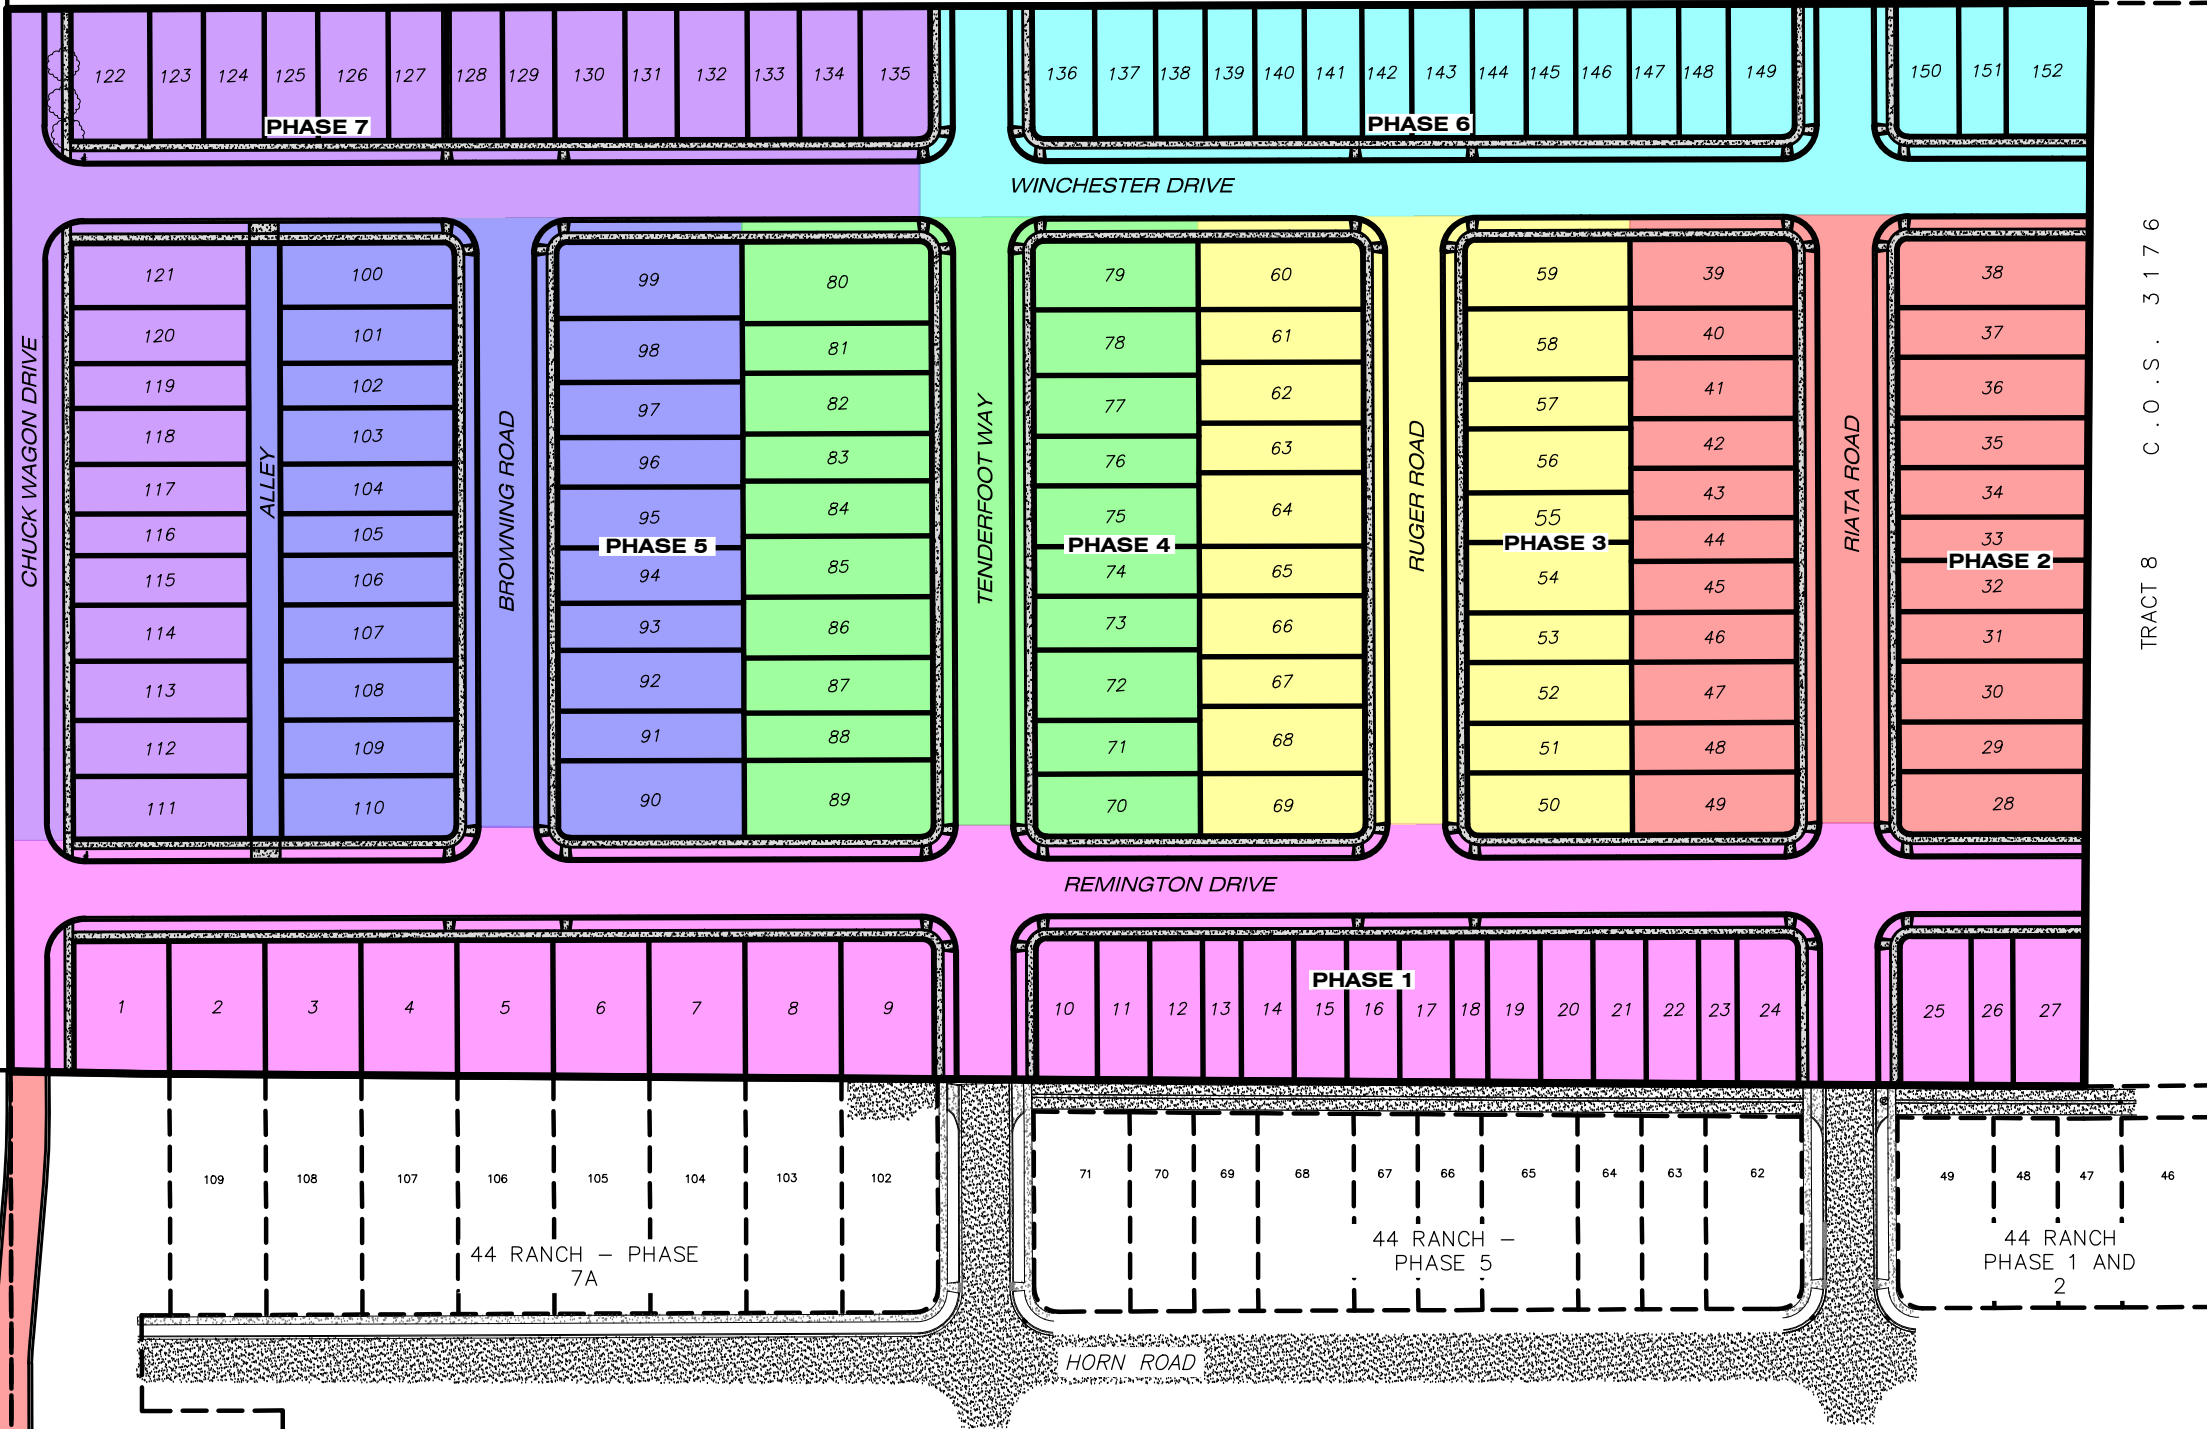 122 123 124 125 126 127 128 129 130 131 132 133 134 135
PHASE 7
136 137 138 139 140 141 142 143 144 145 146 147 148 149
PHASE 6
150 151 152
WINCHESTER DRIVE
CHUCK WAGON DRIVE
121
120
119
118
117
116
115
114
113
112
111
ALLEY
100
101
102
103
104
105
106
107
108
109
110
BROWNING ROAD
99
98
97
96
95
PHASE 5
94
93
92
91
90
80
81
82
83
84
85
86
87
88
89
TENDERFOOT WAY
79
78
77
76
75
PHASE 4
74
73
72
71
70
60
61
62
63
64
65
66
67
68
69
RUGER ROAD
59
58
57
56
55
PHASE 3
54
53
52
51
50
39
40
41
42
43
44
45
46
47
48
49
RIATA ROAD
38
37
36
35
34
33
PHASE 2
32
31
30
29
28
TRACT 8 C.O.S. 3176
REMINGTON DRIVE
1 2 3 4 5 6 7 8 9
PHASE 1
10 11 12 13 14 15 16 17 18 19 20 21 22 23 24
25 26 27
109 108 107 106 105 104 103 102
44 RANCH – PHASE
7A
71 70 69 68 67 66 65 64 63 62
44 RANCH –
PHASE 5
49 48 47 46
44 RANCH
PHASE 1 AND
2
HORN ROAD